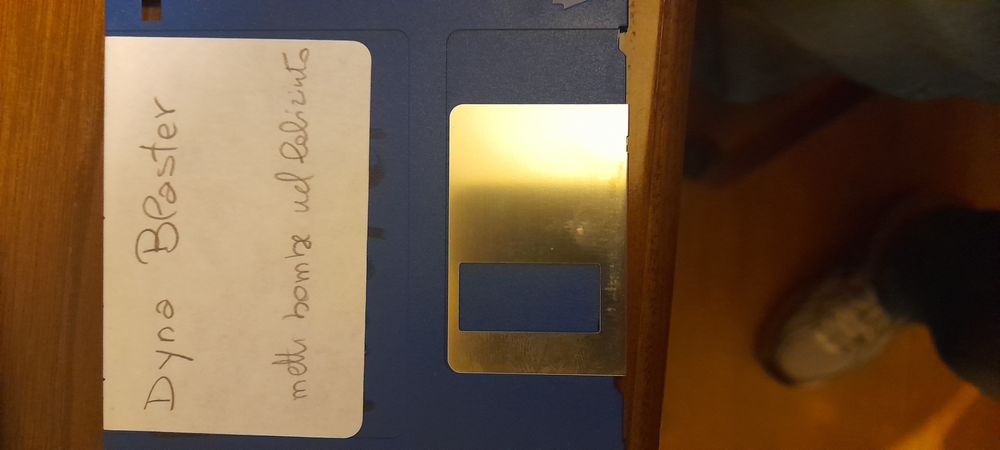 Dyna Blaster
metti bombe nel labirinto